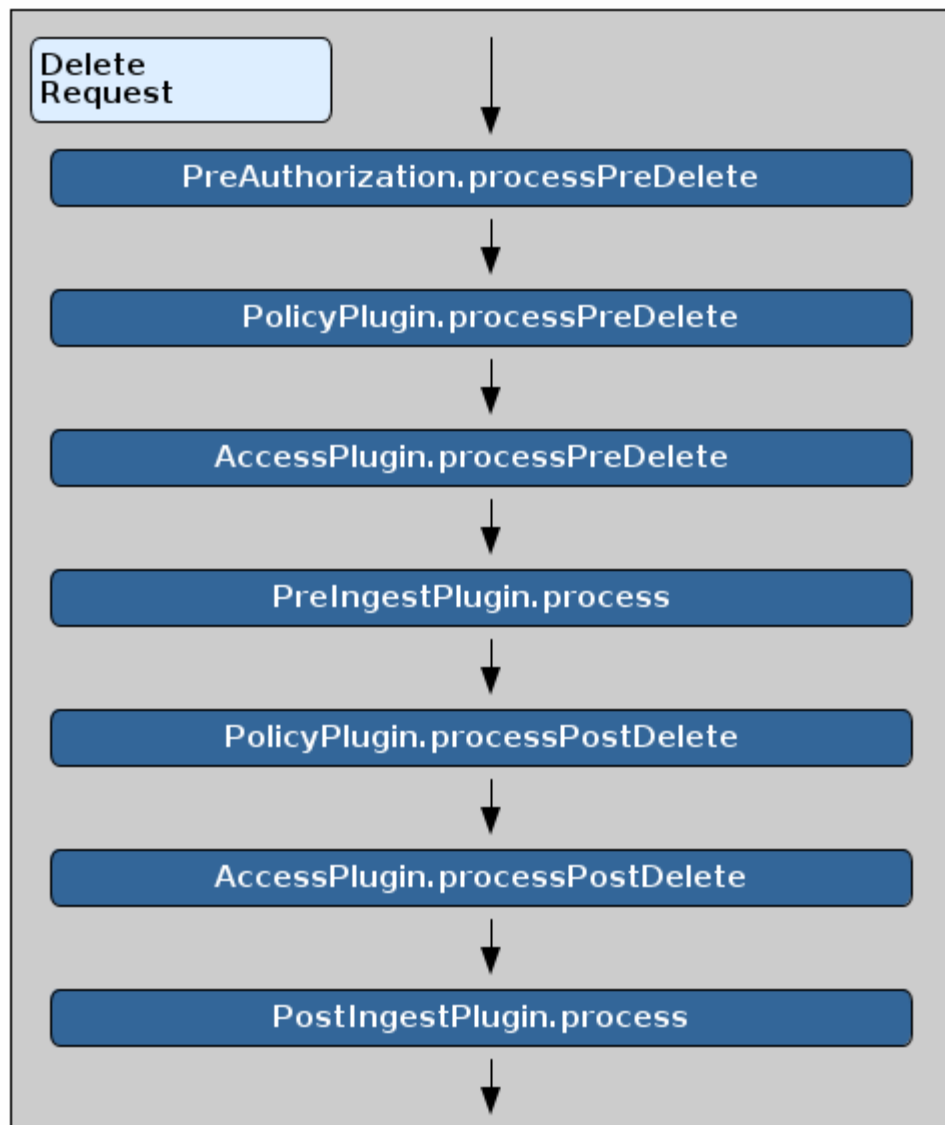 Delete
Request
PreAuthorization.processPreDelete
PolicyPlugin.processPreDelete
AccessPlugin.processPreDelete
PreIngestPlugin.process
PolicyPlugin.processPostDelete
AccessPlugin.processPostDelete
PostIngestPlugin.process